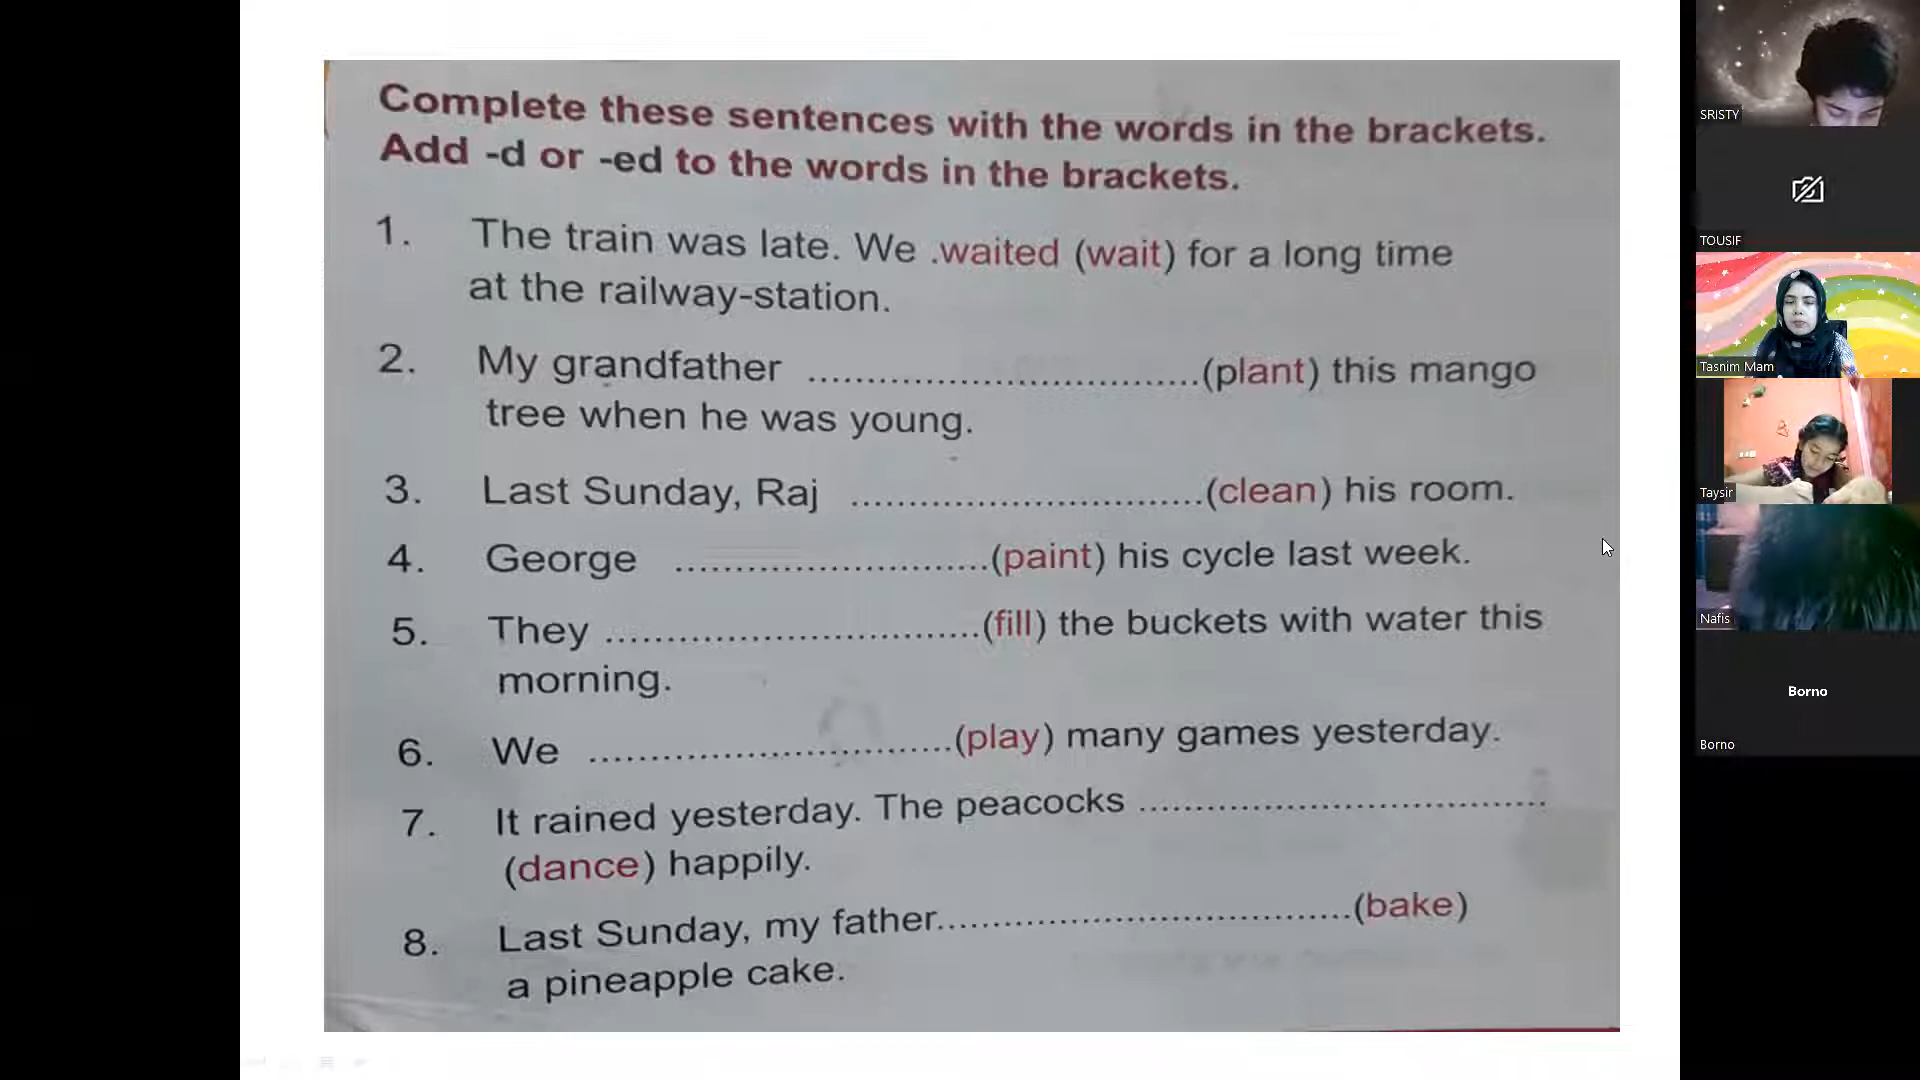 Complete these sentences with the words in the brackets.
Add -d or -ed to the words in the brackets.
1. The train was late. We .waited (wait) for a long time
at the railway-station.
2. My grandfather ....................................(plant) this mango
tree when he was young.
3. Last Sunday, Raj ................................(clean) his room.
4. George ............................(paint) his cycle last week.
5. They ..................................(fill) the buckets with water this
morning.
6. We .................................(play) many games yesterday.
7. It rained yesterday. The peacocks .....................................
(dance) happily.
8. Last Sunday, my father.....................................(bake)
a pineapple cake.
SRISTY
TOUSIF
Tasnim Mam
Taysir
Nafis
Borno
Borno